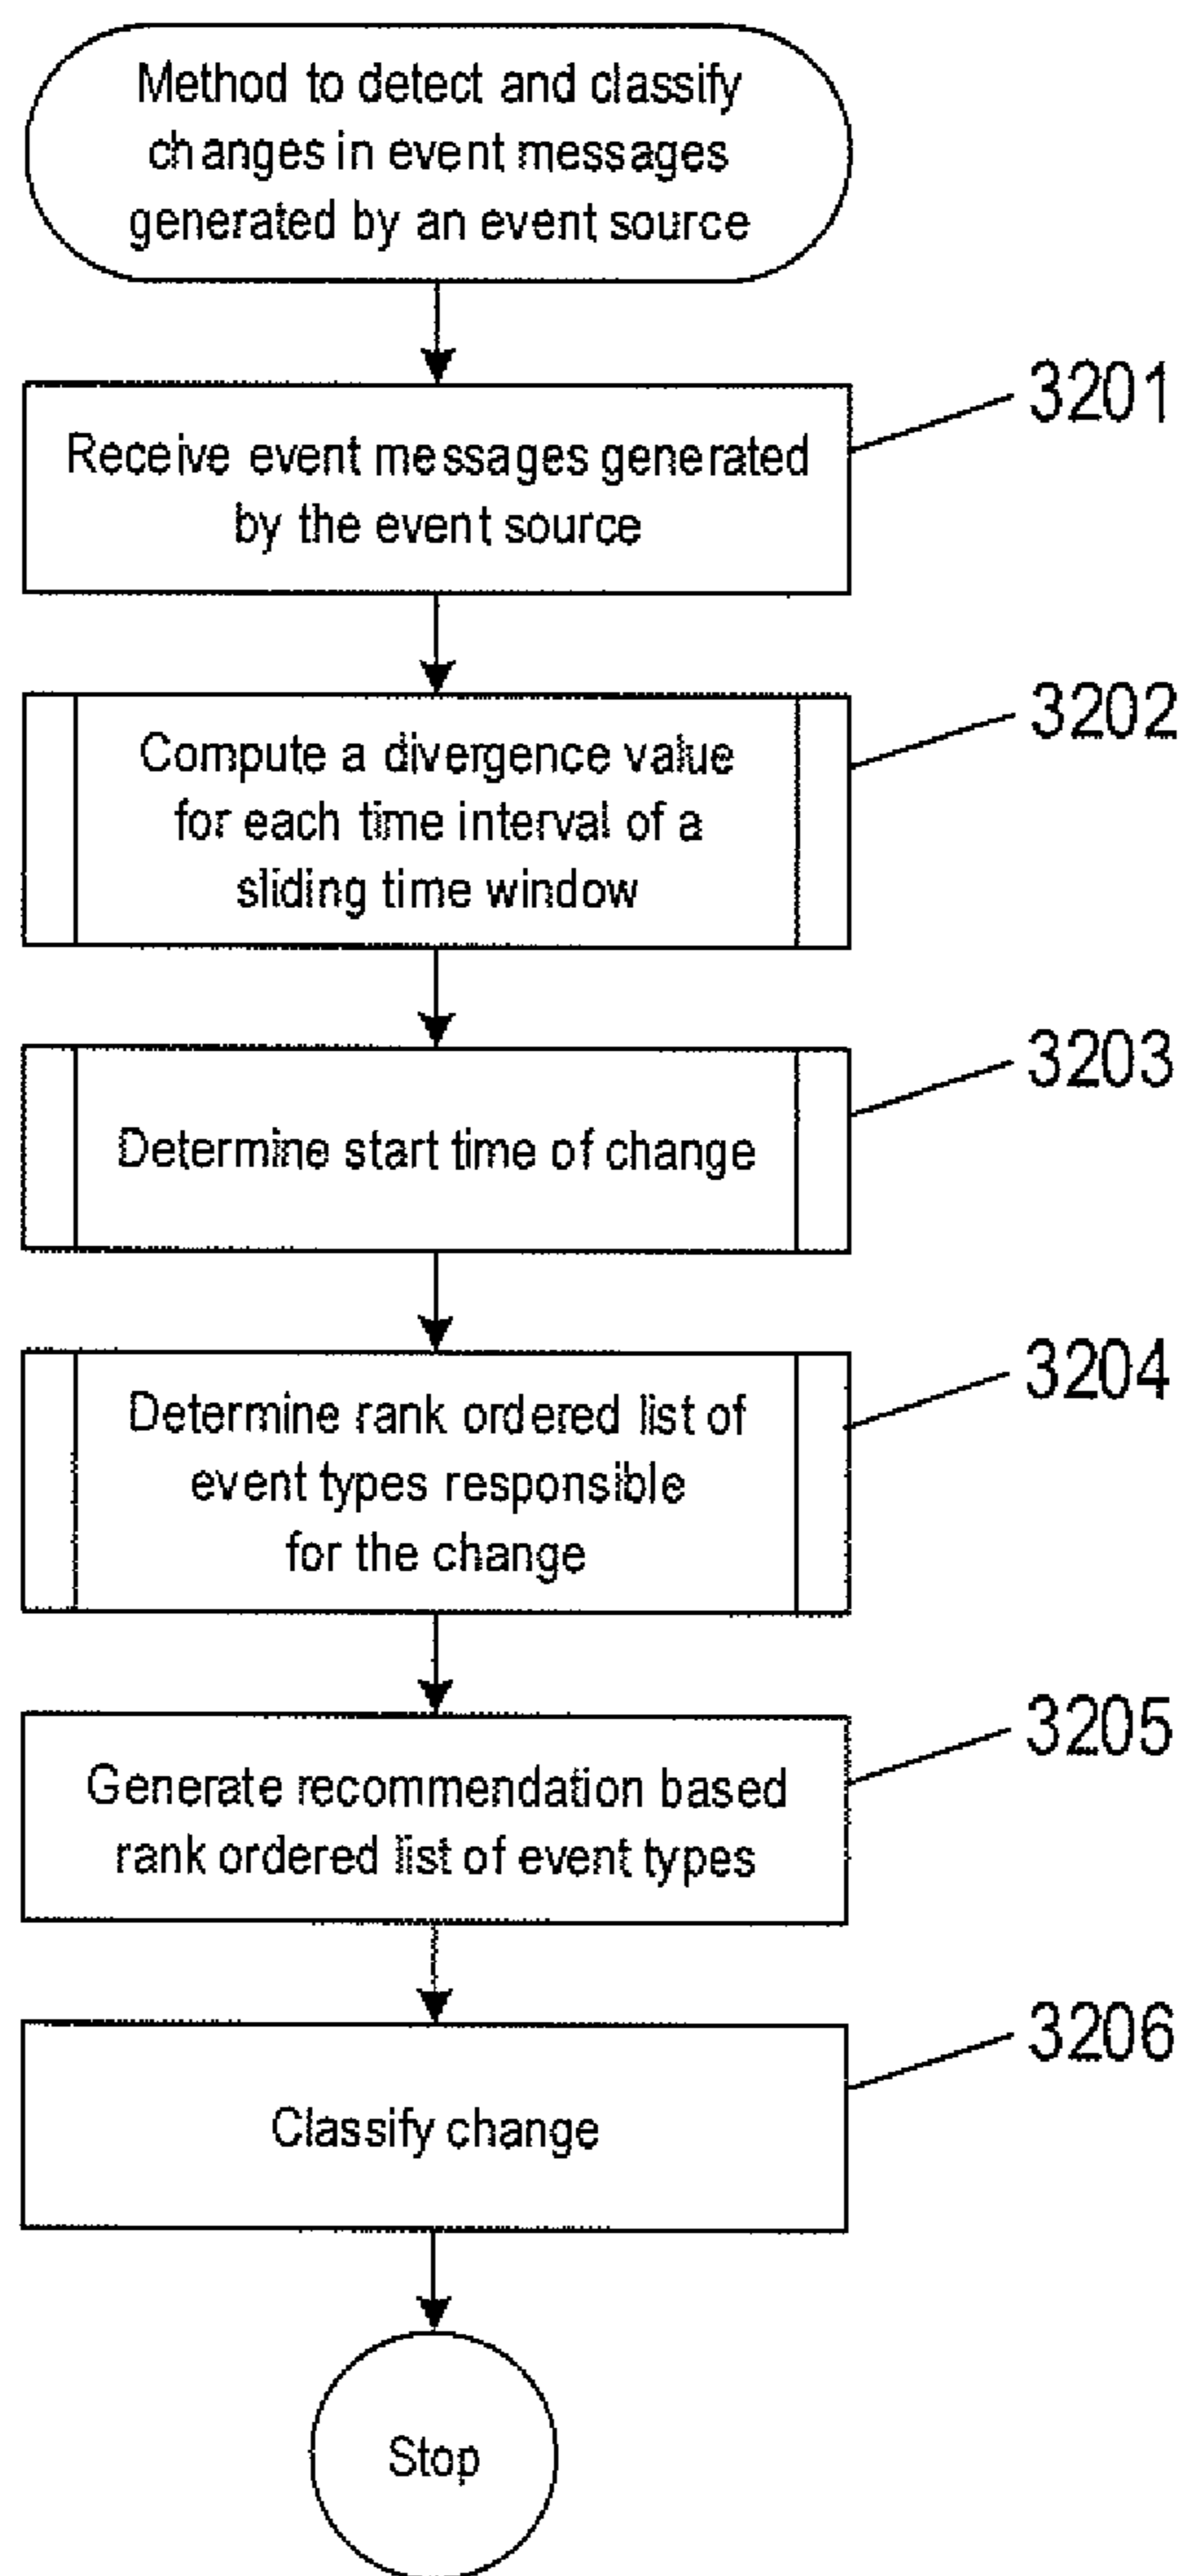 Method to detect and classify
changes in event messages
generated by an event source
3201
Receive event messages generated
by the event source
3202
Compute a divergence value
for each time interval of a
sliding time window
3203
Determine start time of change
3204
Determine rank ordered list of
event types responsible
for the change
3205
Generate recommendation based
rank ordered list of event types
3206
Classify change
Stop